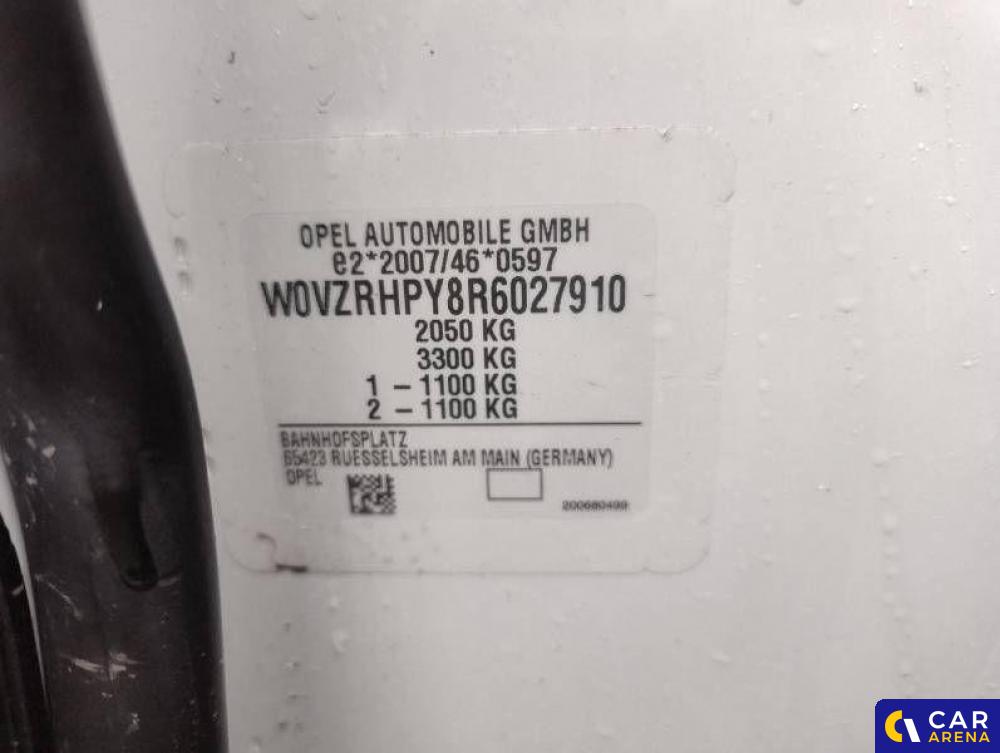 OPEL AUTOMOBILE GMBH
e2*2007/46*0597
W0VZRHPY8R6027910
2050 KG
3300 KG
1 - 1100 KG
2 - 1100 KG
BAHNHOFSPLATZ
65423 RUESSELSHEIM AM MAIN (GERMANY)
OPEL
200680499
CAR
ARENA